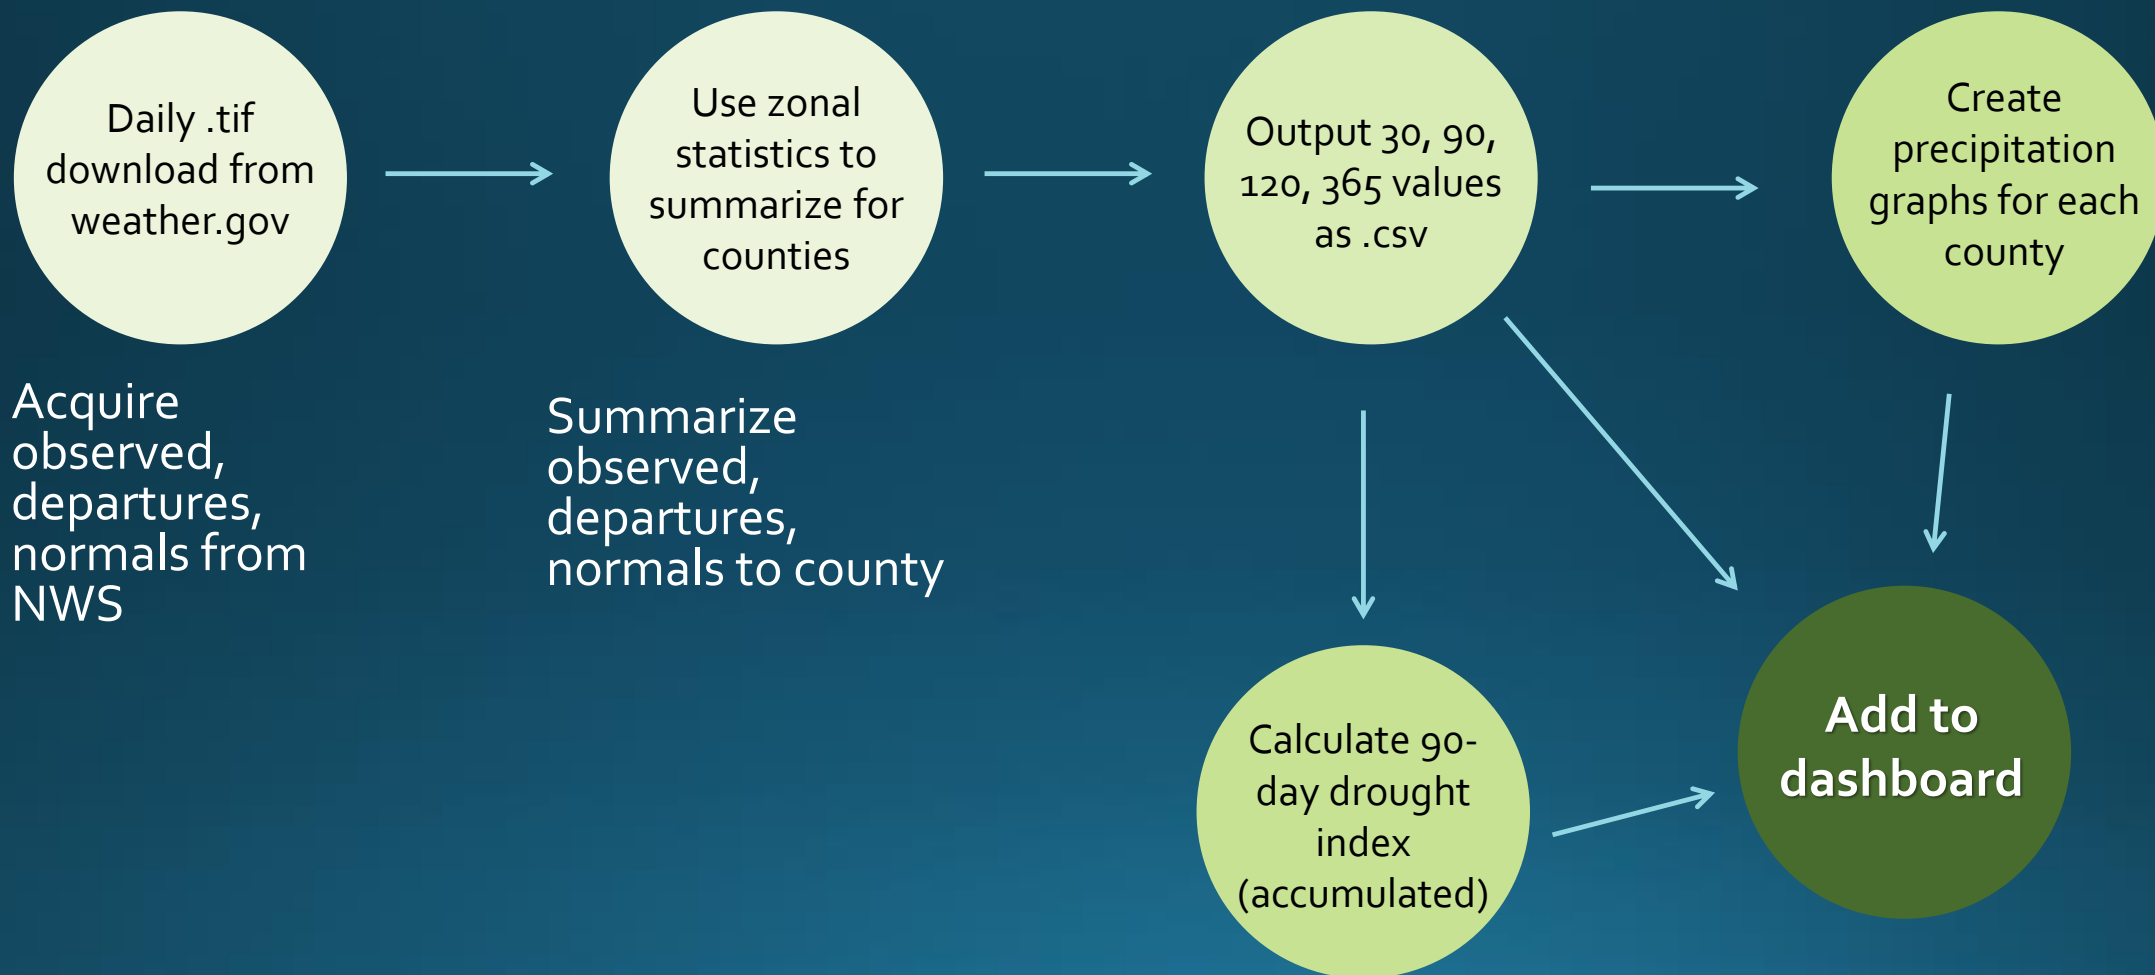 Daily .tif
download from
weather.gov
Use zonal
statistics to
summarize for
counties
Output 30, 90,
120, 365 values
as .csv
Create
precipitation
graphs for each
county
Acquire
observed,
departures,
normals from
NWS
Summarize
observed,
departures,
normals to county
Calculate 90-
day drought
index
(accumulated)
Add to
dashboard